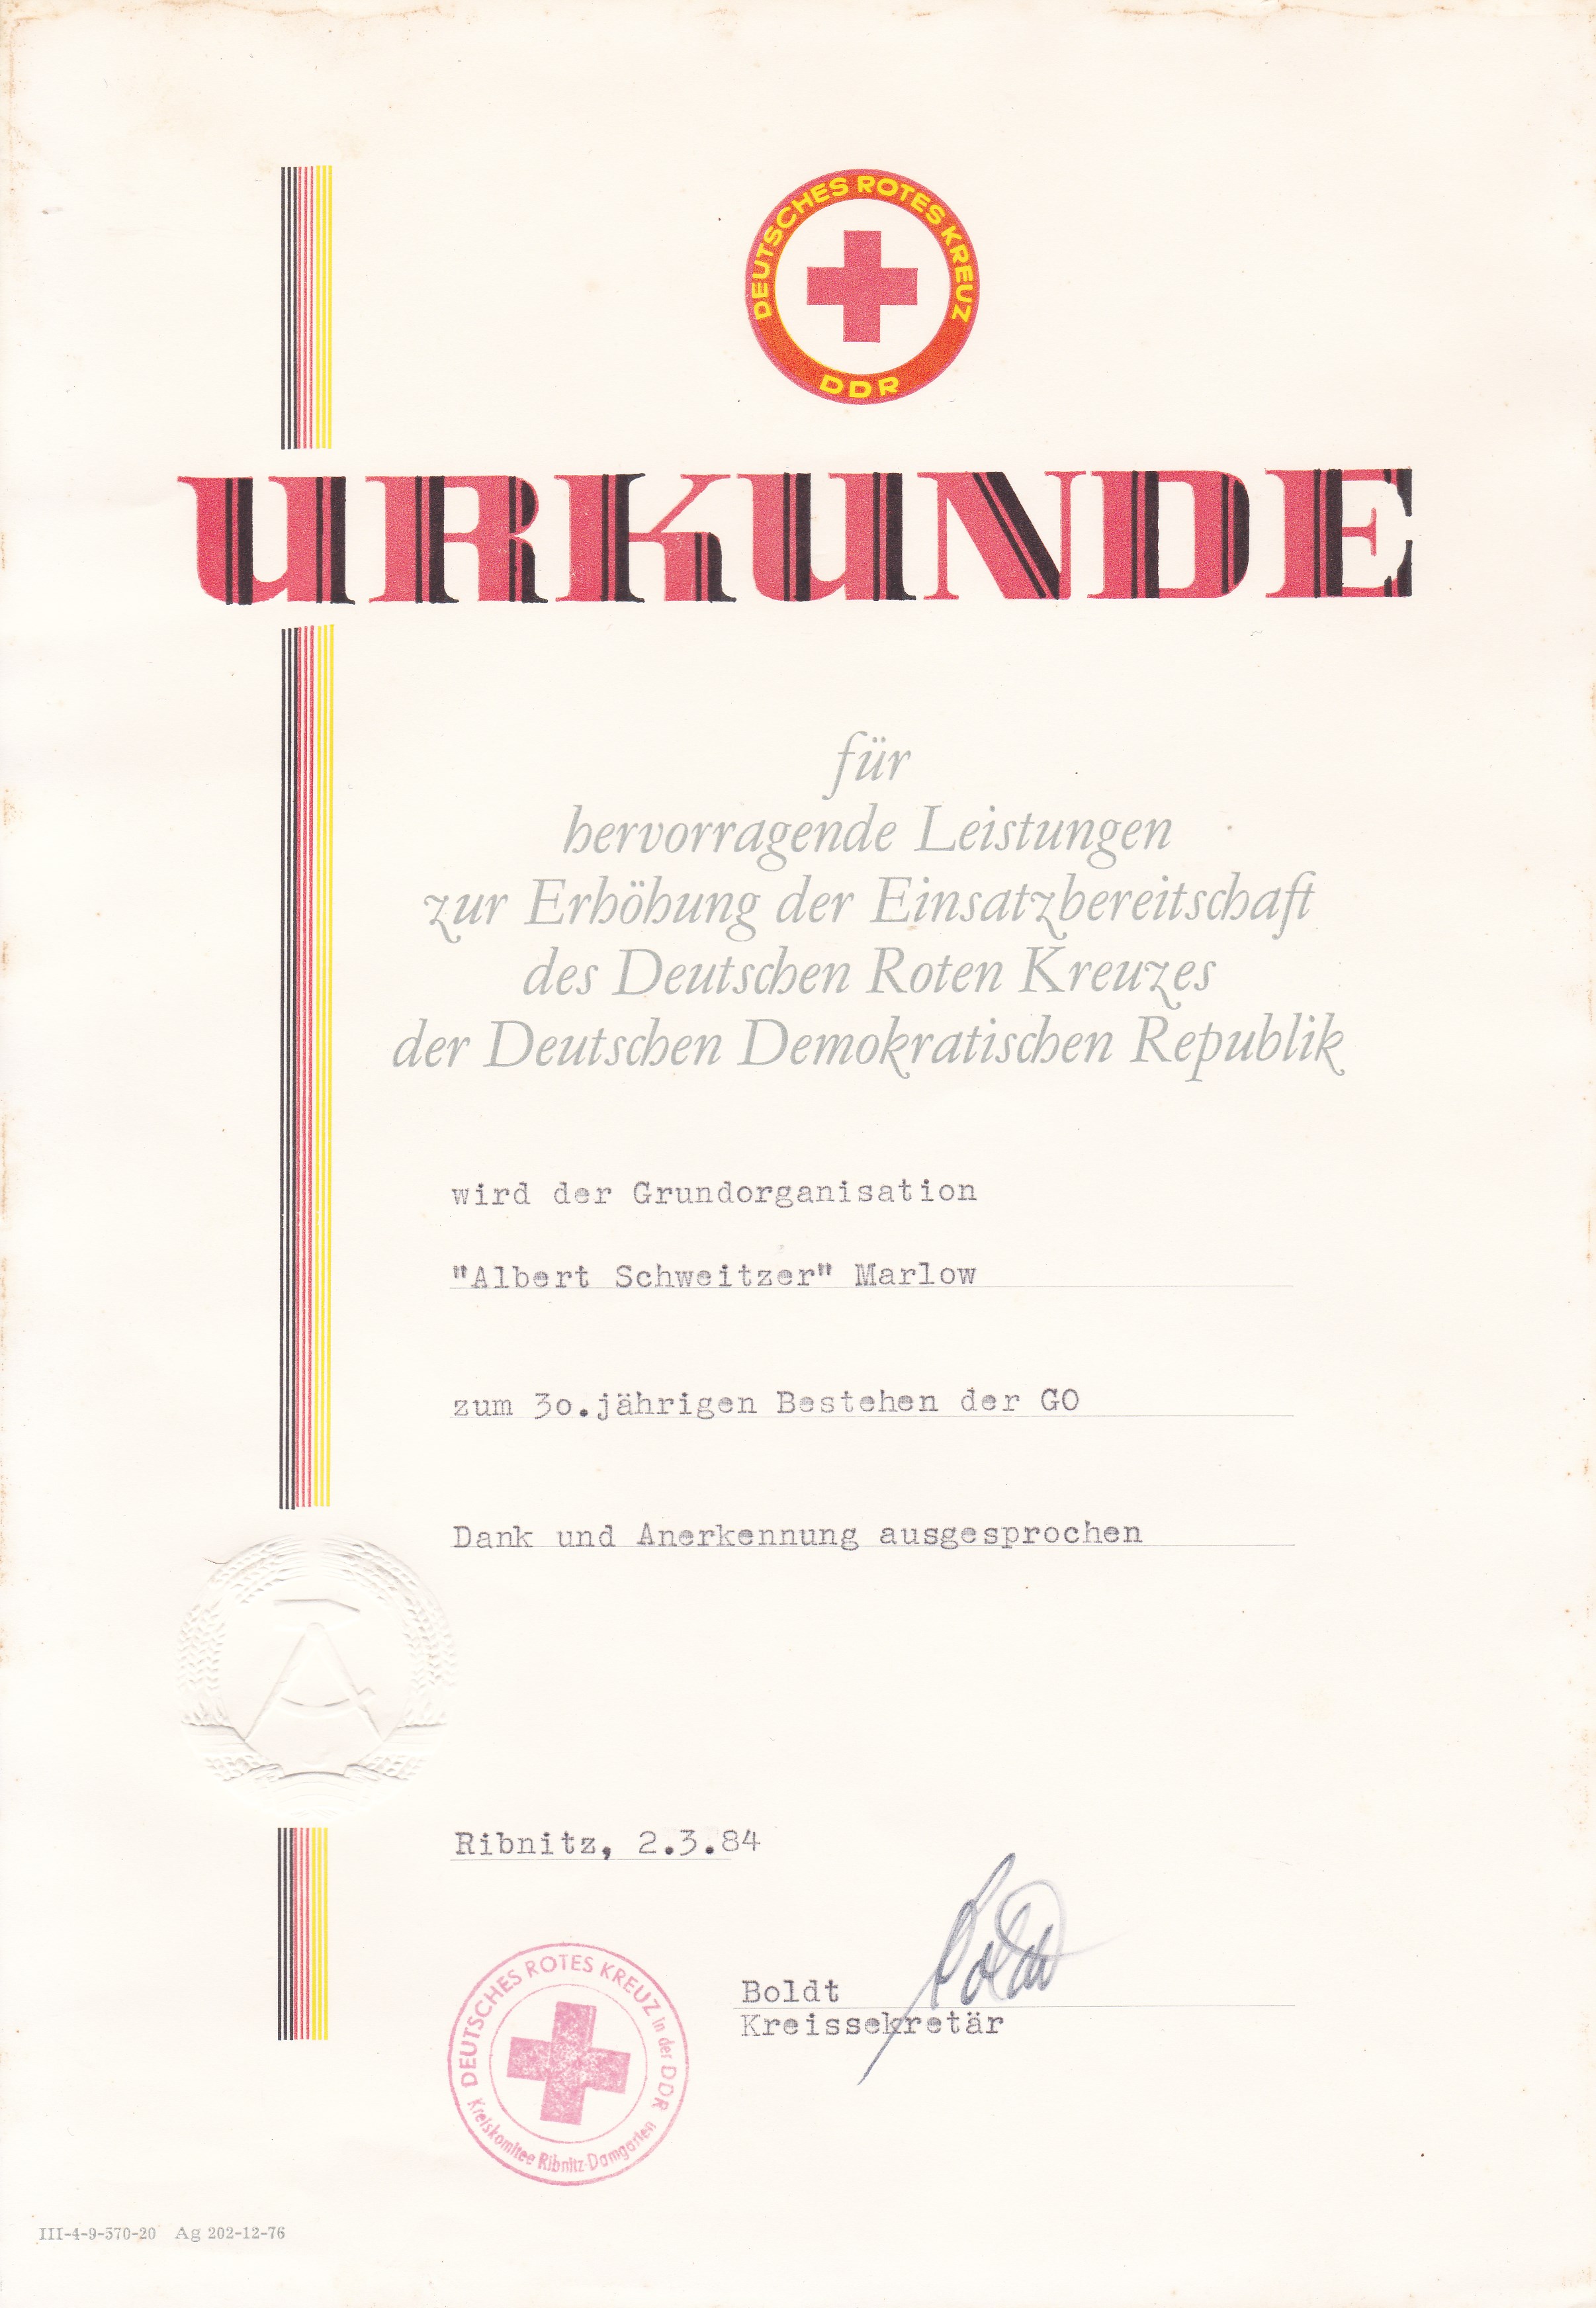 DEUTSCHES ROTES KREUZ
DDR
URKUNDE
für
hervorragende Leistungen
zur Erhöhung der Einsatzbereitschaft
des Deutschen Roten Kreuzes
der Deutschen Demokratischen Republik
wird der Grundorganisation
"Albert Schweitzer" Marlow
zum 30.jährigen Bestehen der GO
Dank und Anerkennung ausgesprochen
Ribnitz, 2.3.84
Boldt
Kreissekretär
DEUTSCHES ROTES KREUZ in der DDR
Kreiskomitee Ribnitz-Damgarten
III-4-9-570-20 Ag 202-12-76